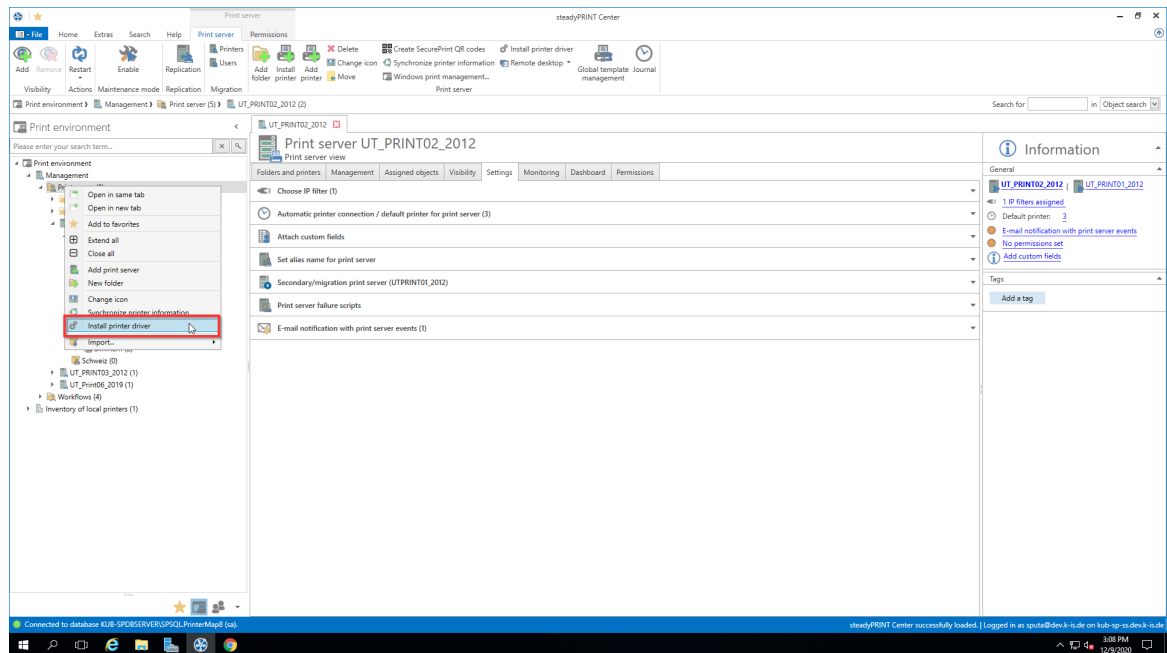 Print server
steadyPRINT Center
File Home Extras Search Help Print server Permissions
Add Remove Restart Enable Replication Printers Users
Add folder Install printer Add printer
Delete
Change icon
Move
Create SecurePrint QR codes
Synchronize printer information
Windows print management...
Install printer driver
Remote desktop
Global template management
Journal
Visibility Actions Maintenance mode Replication Migration Print server
Print environment Management Print server (5) UT_PRINT02_2012 (2)
Search for in Object search
Print environment
Please enter your search term...
Print environment
Management
Open in same tab
Open in new tab
Add to favorites
Extend all
Close all
Add print server
New folder
Change icon
Synchronize printer information
Install printer driver
Import...
Schweiz (0)
UT_PRINT03_2012 (1)
UT_Print06_2019 (1)
Workflows (4)
Inventory of local printers (1)
UT_PRINT02_2012
Print server UT_PRINT02_2012
Print server view
Folders and printers Management Assigned objects Visibility Settings Monitoring Dashboard Permissions
Choose IP filter (1)
Automatic printer connection / default printer for print server (3)
Attach custom fields
Set alias name for print server
Secondary/migration print server (UTPRINT01_2012)
Print server failure scripts
E-mail notification with print server events (1)
Information
General
UT_PRINT02_2012 | UT_PRINT01_2012
1 IP filters assigned
Default printer: 3
E-mail notification with print server events
No permissions set
Add custom fields
Tags
Add a tag
Connected to database KUB-SPDBSERVER\SPSQL.PrinterMap8 (sa).
steadyPRINT Center successfully loaded. | Logged in as sputa@dev.k-is.de on kub-sp-ss.dev.k-is.de
3:08 PM
12/9/2020